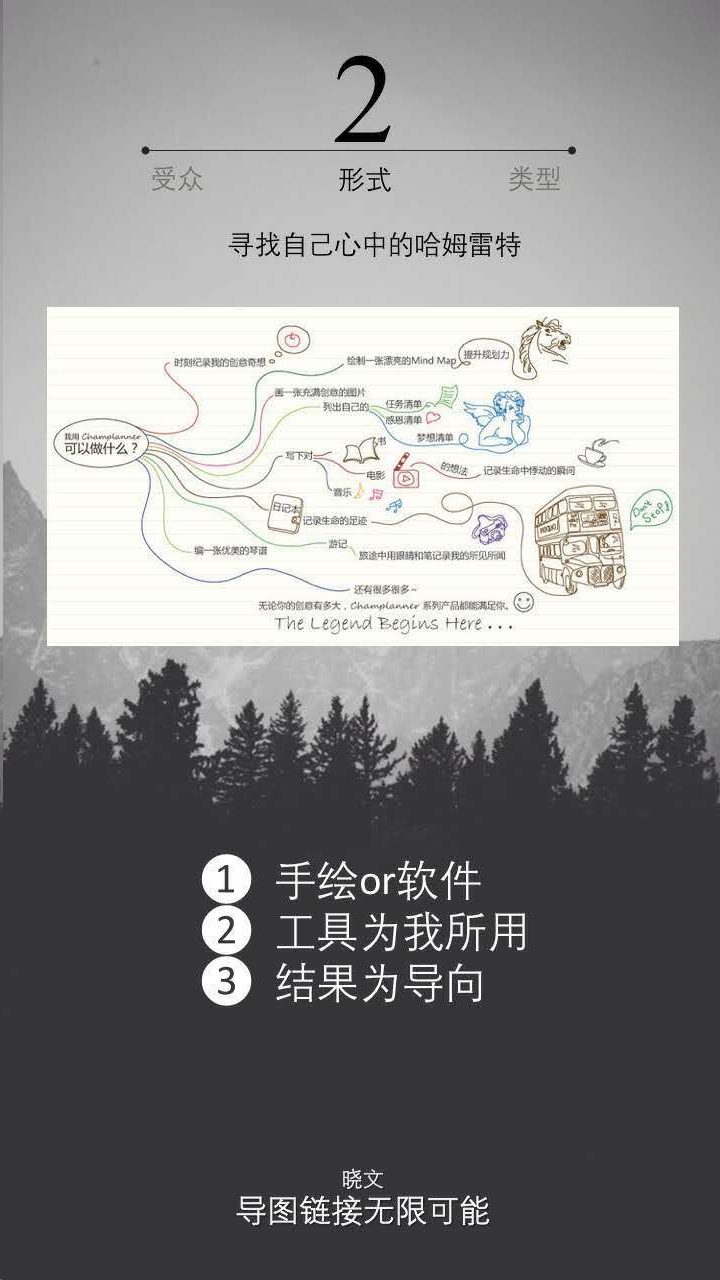 2
受众 形式 类型
寻找自己心中的哈姆雷特
时刻纪录我的创意奇想
绘制一张漂亮的Mind Map
提升规划力
画一张充满创意的图片
列出自己的
任务清单
感恩清单
梦想清单
我用 Champlanner
可以做什么？
写下对
书
电影
音乐
的想法
记录生命中悸动的瞬间
日记本
记录生命的足迹
Don't
Stop!
编一张优美的琴谱
游记
旅途中用眼睛和笔记录我的所见所闻
还有很多很多~
无论你的创意有多大，Champlanner 系列产品都能满足你。
The Legend Begins Here . . .
1 手绘or软件
2 工具为我所用
3 结果为导向
晓文
导图链接无限可能